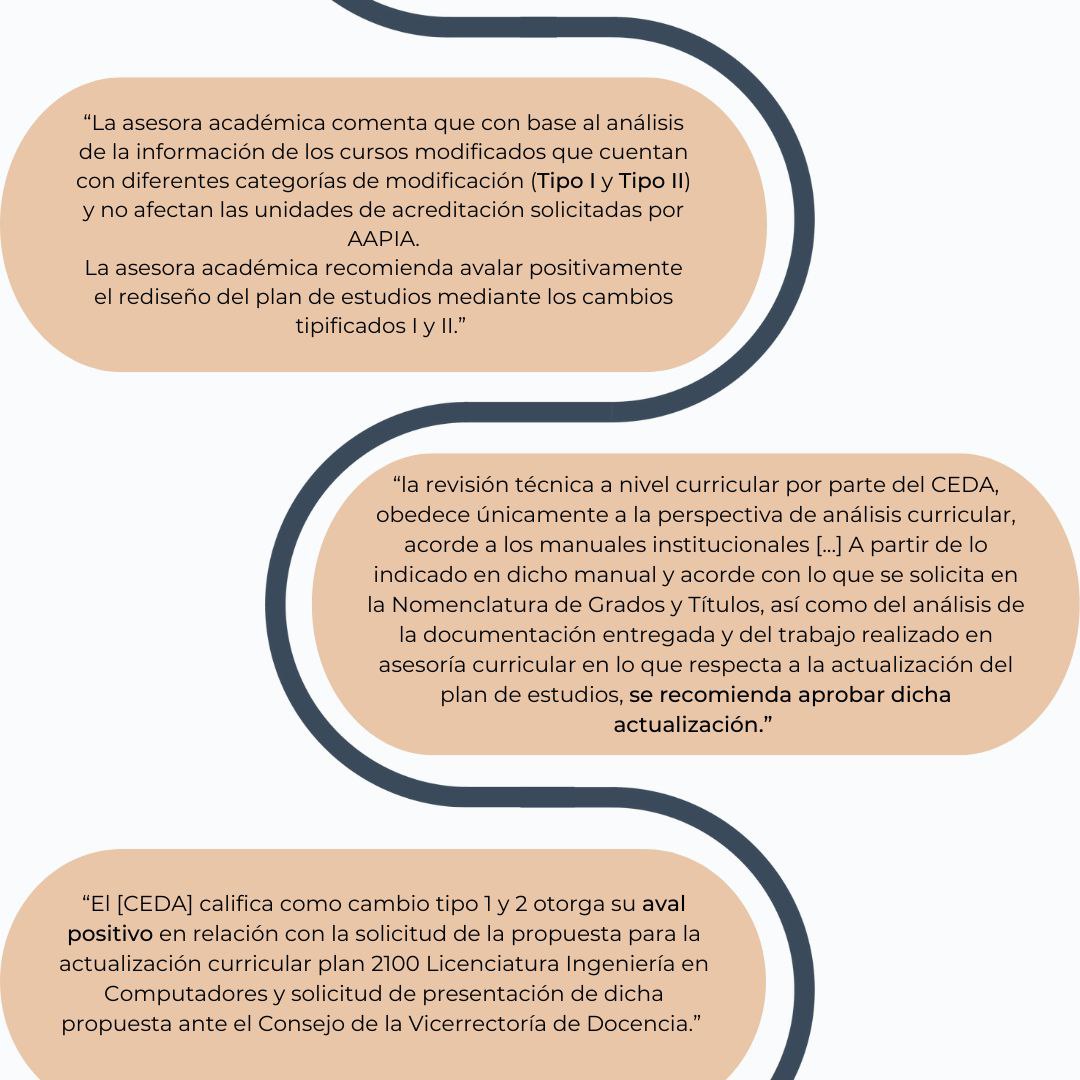 “La asesora académica comenta que con base al análisis
de la información de los cursos modificados que cuentan
con diferentes categorías de modificación (Tipo I y Tipo II)
y no afectan las unidades de acreditación solicitadas por
AAPIA.
La asesora académica recomienda avalar positivamente
el rediseño del plan de estudios mediante los cambios
tipificados I y II.”
“la revisión técnica a nivel curricular por parte del CEDA,
obedece únicamente a la perspectiva de análisis curricular,
acorde a los manuales institucionales [...] A partir de lo
indicado en dicho manual y acorde con lo que se solicita en
la Nomenclatura de Grados y Títulos, así como del análisis de
la documentación entregada y del trabajo realizado en
asesoría curricular en lo que respecta a la actualización del
plan de estudios, se recomienda aprobar dicha
actualización.”
“El [CEDA] califica como cambio tipo 1 y 2 otorga su aval
positivo en relación con la solicitud de la propuesta para la
actualización curricular plan 2100 Licenciatura Ingeniería en
Computadores y solicitud de presentación de dicha
propuesta ante el Consejo de la Vicerrectoría de Docencia.”